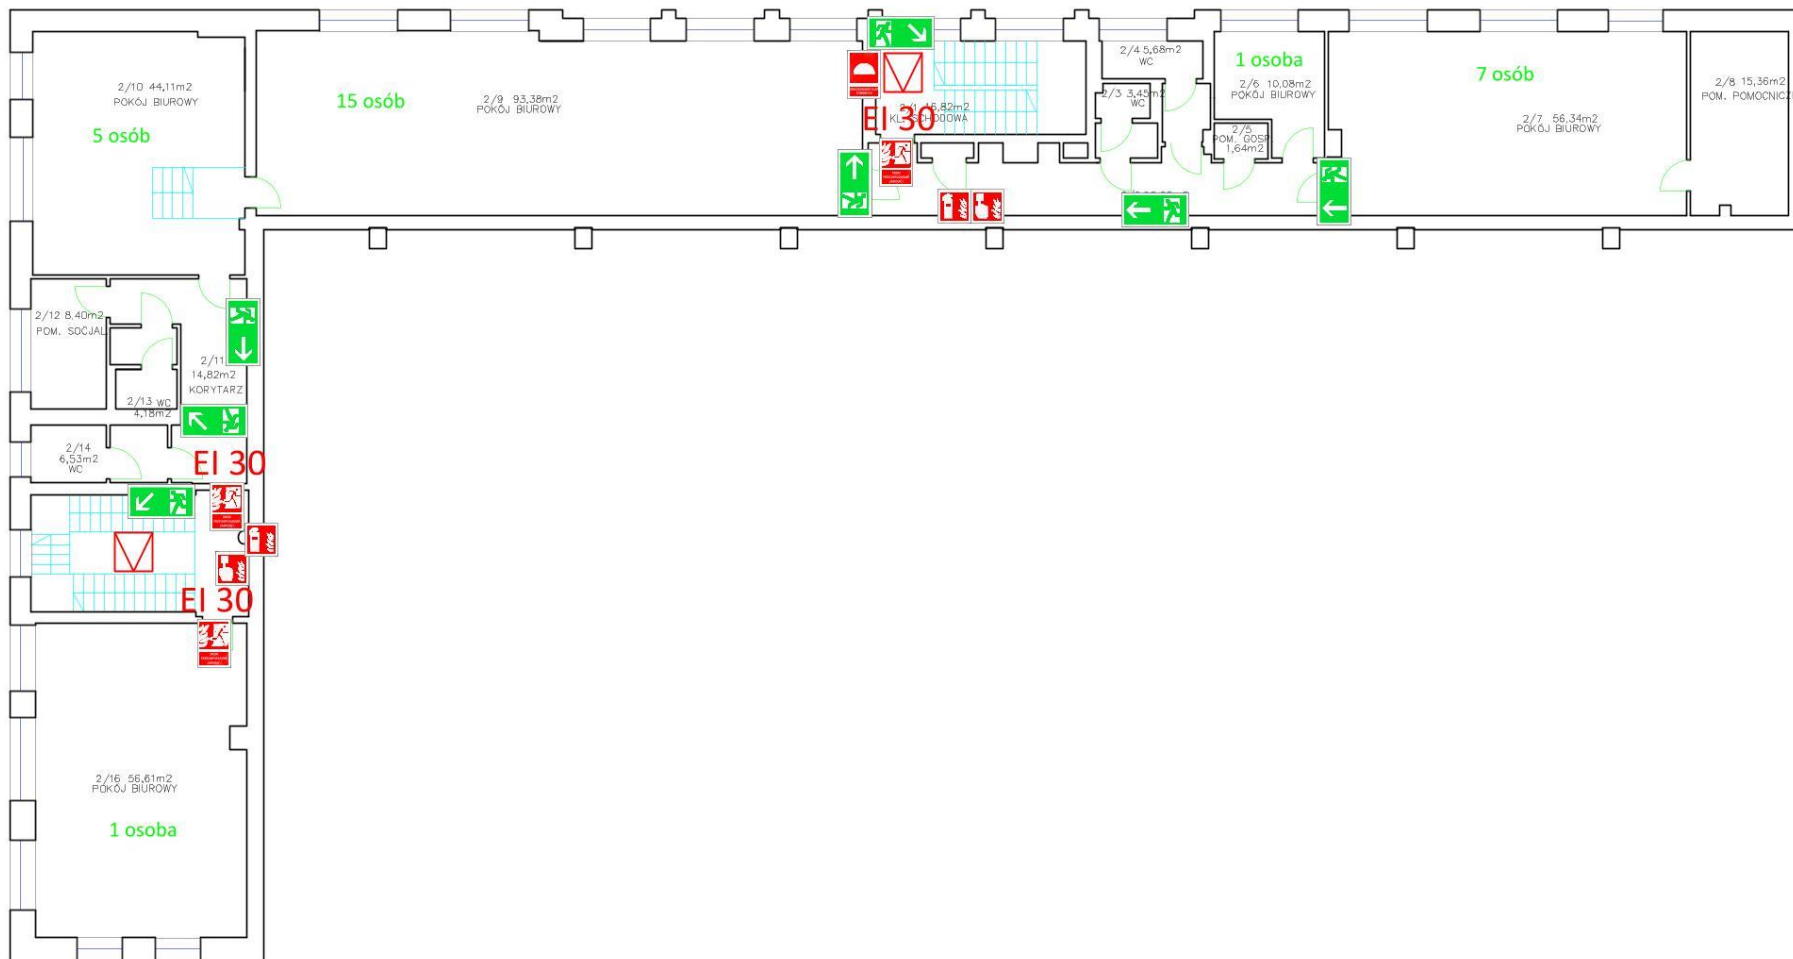 2/10 44,11m2
POKÓJ BIUROWY
5 osób
15 osób
2/9 93,38m2
POKÓJ BIUROWY
EI 30
2/4 5,68m2
WC
2/3 3,45m2
WC
1 osoba
2/6 10,08m2
POKÓJ BIUROWY
2/5
POM. GOSP.
1,64m2
7 osób
2/7 56,34m2
POKÓJ BIUROWY
2/8 15,36m2
2/12 8,40m2
POM. SOCJAL
2/11
14,82m2
KORYTARZ
2/13 WC
4,18m2
2/14
6,53m2
WC
EI 30
EI 30
2/16 56,61m2
POKÓJ BIUROWY
1 osoba